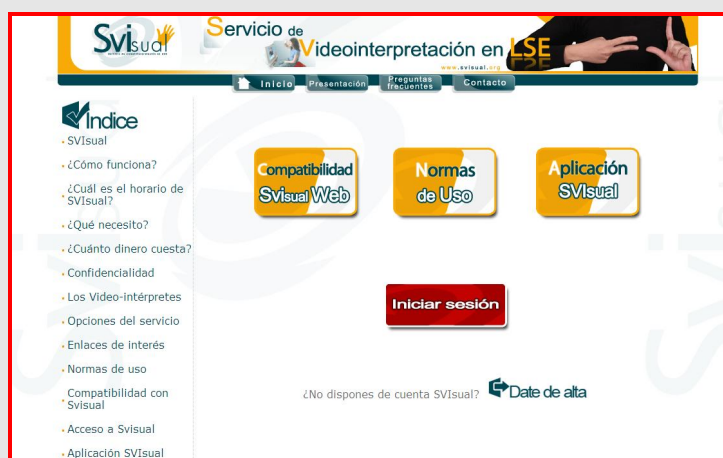 SVIsual
Servicio de
Videointerpretación en LSE
www.svisual.org
Inicio
Presentación
Preguntas
frecuentes
Contacto
Índice
SVIsual
¿Cómo funciona?
¿Cuál es el horario de
SVIsual?
¿Qué necesito?
¿Cuánto dinero cuesta?
Confidencialidad
Los Video-intérpretes
Opciones del servicio
Enlaces de interés
Normas de uso
Compatibilidad con
Svisual
Acceso a Svisual
Aplicación SVIsual
Compatibilidad
SVisual Web
Normas
de Uso
Aplicación
SVIsual
Iniciar sesión
¿No dispones de cuenta SVIsual? Date de alta